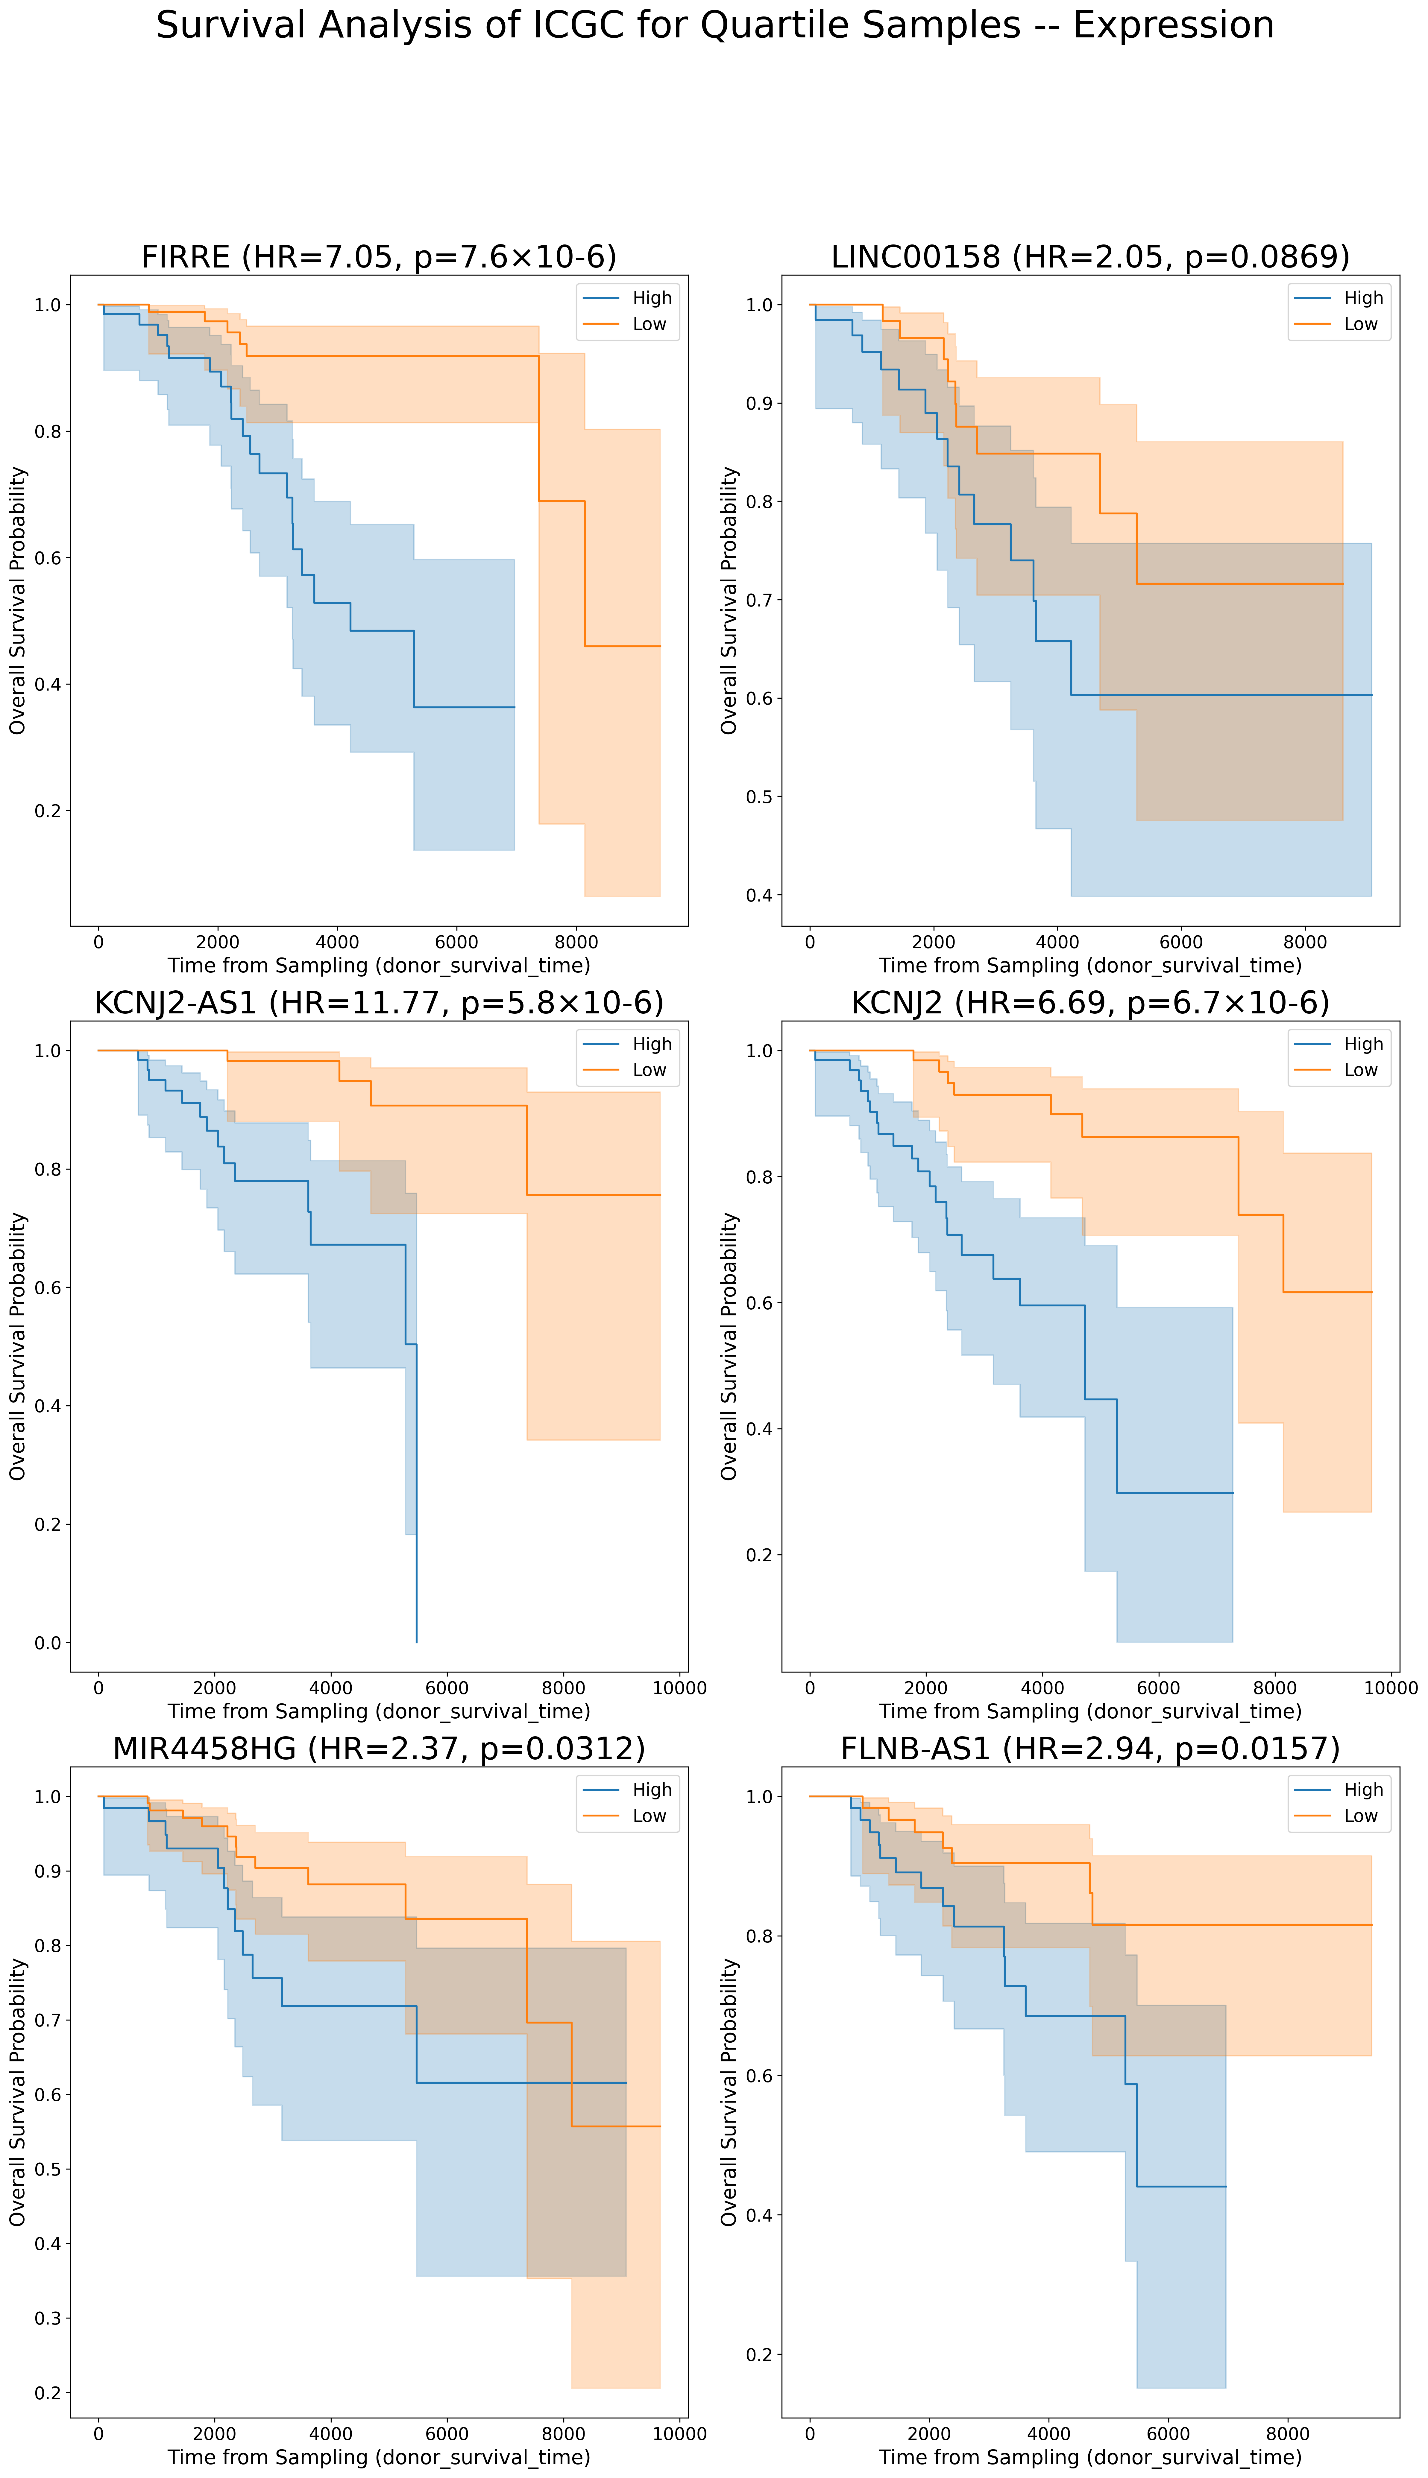 Survival Analysis of ICGC for Quartile Samples -- Expression
FIRRE (HR=7.05, p=7.6×10-6)
High
Low
1.0
0.8
0.6
0.4
0.2
Overall Survival Probability
0 2000 4000 6000 8000
Time from Sampling (donor_survival_time)
LINC00158 (HR=2.05, p=0.0869)
High
Low
1.0
0.9
0.8
0.7
0.6
0.5
0.4
Overall Survival Probability
0 2000 4000 6000 8000
Time from Sampling (donor_survival_time)
KCNJ2-AS1 (HR=11.77, p=5.8×10-6)
High
Low
1.0
0.8
0.6
0.4
0.2
0.0
Overall Survival Probability
0 2000 4000 6000 8000 10000
Time from Sampling (donor_survival_time)
KCNJ2 (HR=6.69, p=6.7×10-6)
High
Low
1.0
0.8
0.6
0.4
0.2
Overall Survival Probability
0 2000 4000 6000 8000 10000
Time from Sampling (donor_survival_time)
MIR4458HG (HR=2.37, p=0.0312)
High
Low
1.0
0.9
0.8
0.7
0.6
0.5
0.4
0.3
0.2
Overall Survival Probability
0 2000 4000 6000 8000 10000
Time from Sampling (donor_survival_time)
FLNB-AS1 (HR=2.94, p=0.0157)
High
Low
1.0
0.8
0.6
0.4
0.2
Overall Survival Probability
0 2000 4000 6000 8000
Time from Sampling (donor_survival_time)